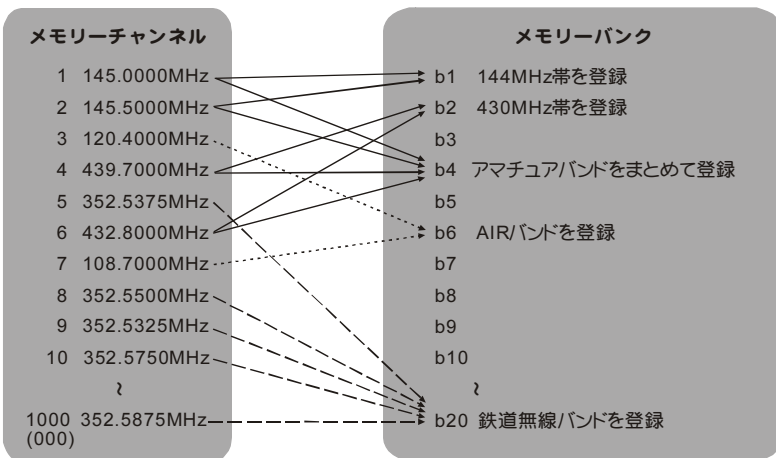 メモリーチャンネル
1 145.0000MHz
2 145.5000MHz
3 120.4000MHz
4 439.7000MHz
5 352.5375MHz
6 432.8000MHz
7 108.7000MHz
8 352.5500MHz
9 352.5325MHz
10 352.5750MHz
~
1000 352.5875MHz
(000)
メモリーバンク
b1 144MHz帯を登録
b2 430MHz帯を登録
b3
b4 アマチュアバンドをまとめて登録
b5
b6 AIRバンドを登録
b7
b8
b9
b10
~
b20 鉄道無線バンドを登録